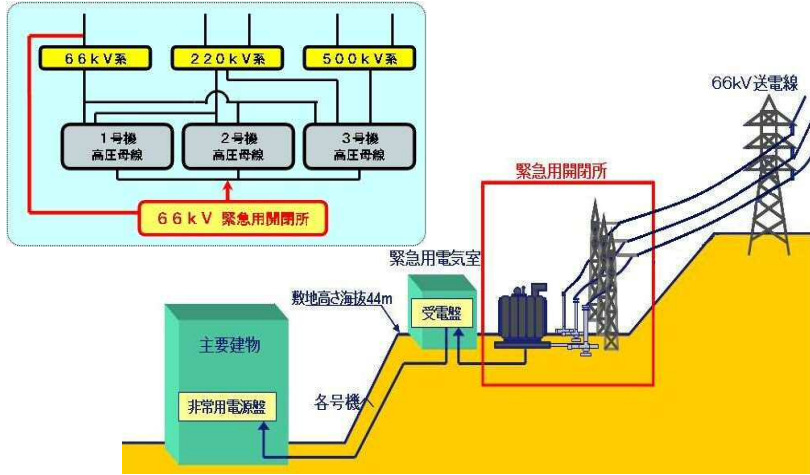 66kV系
220kV系
500kV系
1号機
高圧母線
2号機
高圧母線
3号機
高圧母線
66kV 緊急用開閉所
66kV送電線
緊急用開閉所
緊急用電気室
敷地高さ海抜44m
受電盤
主要建物
非常用電源盤
各号機へ